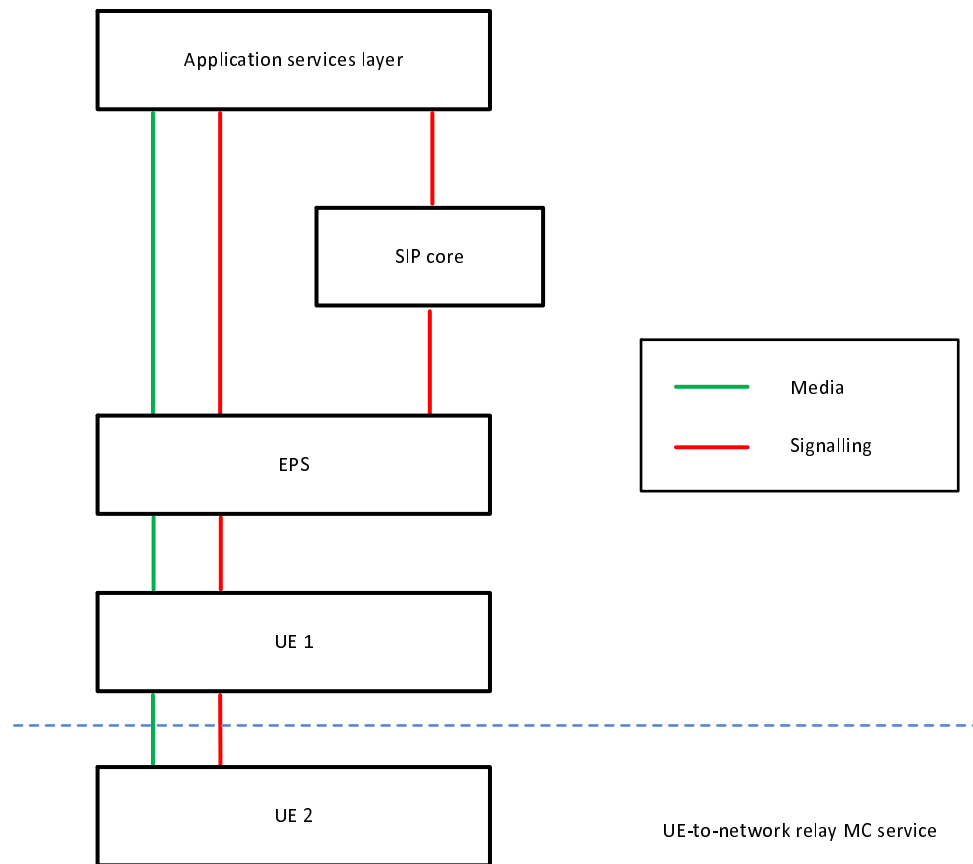 Application services layer
SIP core
Media
Signalling
EPS
UE 1
UE 2
UE-to-network relay MC service